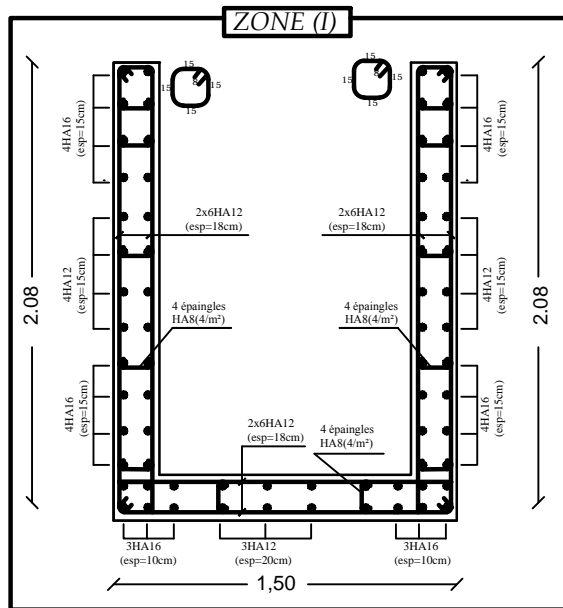 ZONE (I)
15
15
15
8
15
15
15
15
8
15
4HA16
(esp=15cm)
4HA16
(esp=15cm)
2x6HA12
(esp=18cm)
2x6HA12
(esp=18cm)
4HA12
(esp=15cm)
4HA12
(esp=15cm)
2.08
2.08
4 épaingles
HA8(4/m²)
4 épaingles
HA8(4/m²)
4HA16
(esp=15cm)
4HA16
(esp=15cm)
2x6HA12
(esp=18cm)
4 épaingles
HA8(4/m²)
3HA16
(esp=10cm)
3HA12
(esp=20cm)
3HA16
(esp=10cm)
1,50